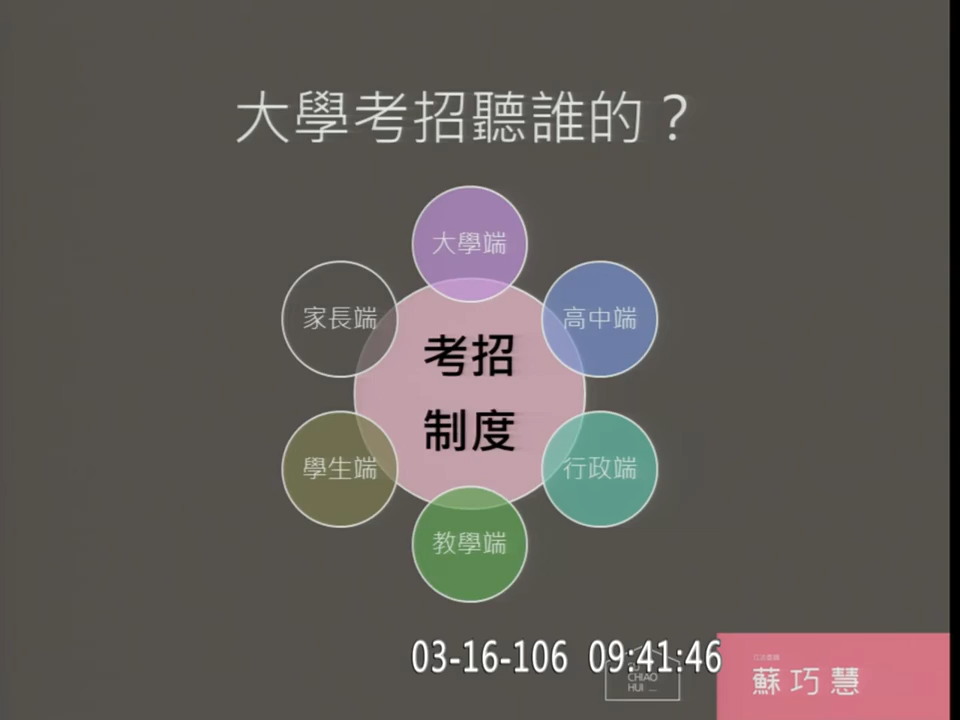 大學考招聽誰的？
大學端
家長端
高中端
考招
制度
學生端
行政端
教學端
03-16-106 09:41:46
CHIAO
HUI
蘇巧慧